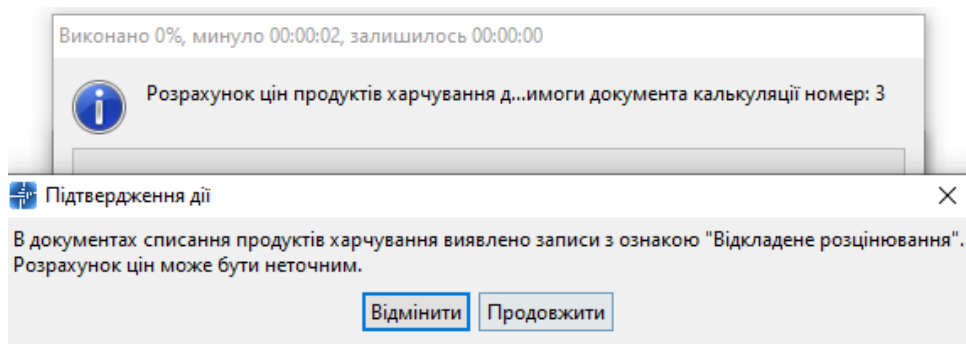 Виконано 0%, минуло 00:00:02, залишилось 00:00:00
Розрахунок цін продуктів харчування д...имоги документа калькуляції номер: 3
Підтвердження дії
В документах списання продуктів харчування виявлено записи з ознакою "Відкладене розцінювання".
Розрахунок цін може бути неточним.
Відмінити Продовжити